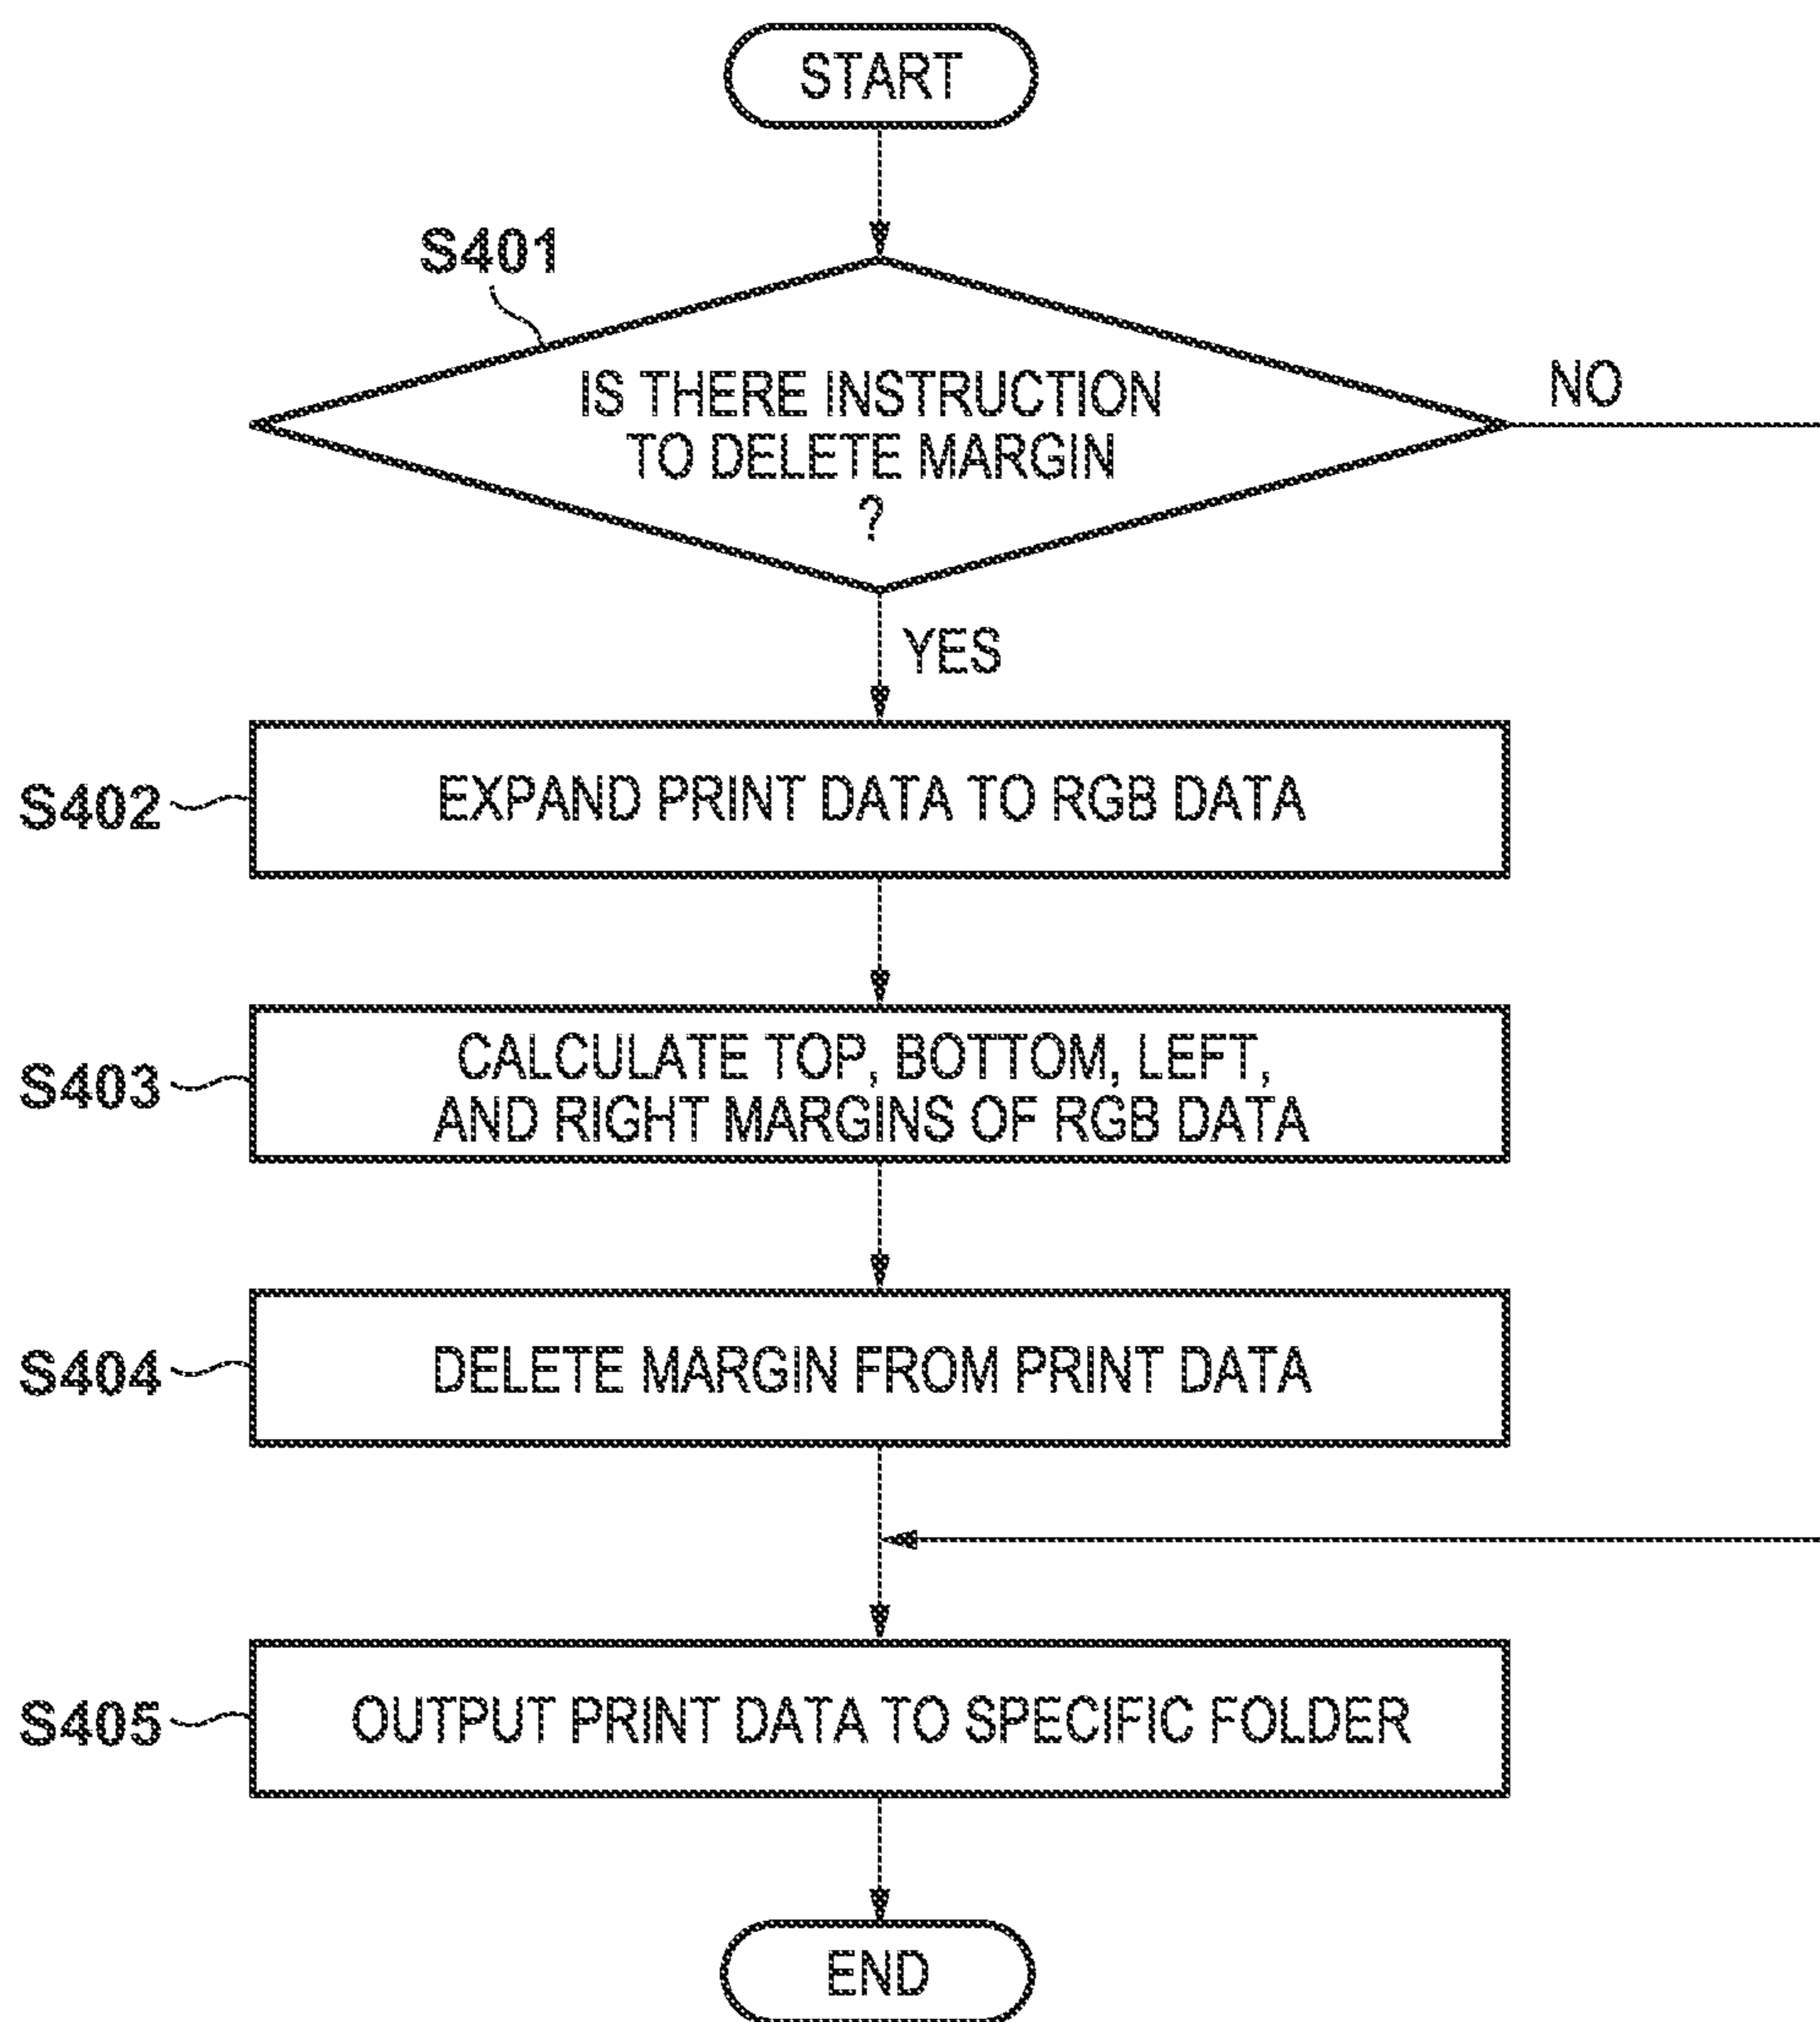 START
S401
IS THERE INSTRUCTION
TO DELETE MARGIN
?
NO
YES
S402
EXPAND PRINT DATA TO RGB DATA
S403
CALCULATE TOP, BOTTOM, LEFT,
AND RIGHT MARGINS OF RGB DATA
S404
DELETE MARGIN FROM PRINT DATA
S405
OUTPUT PRINT DATA TO SPECIFIC FOLDER
END